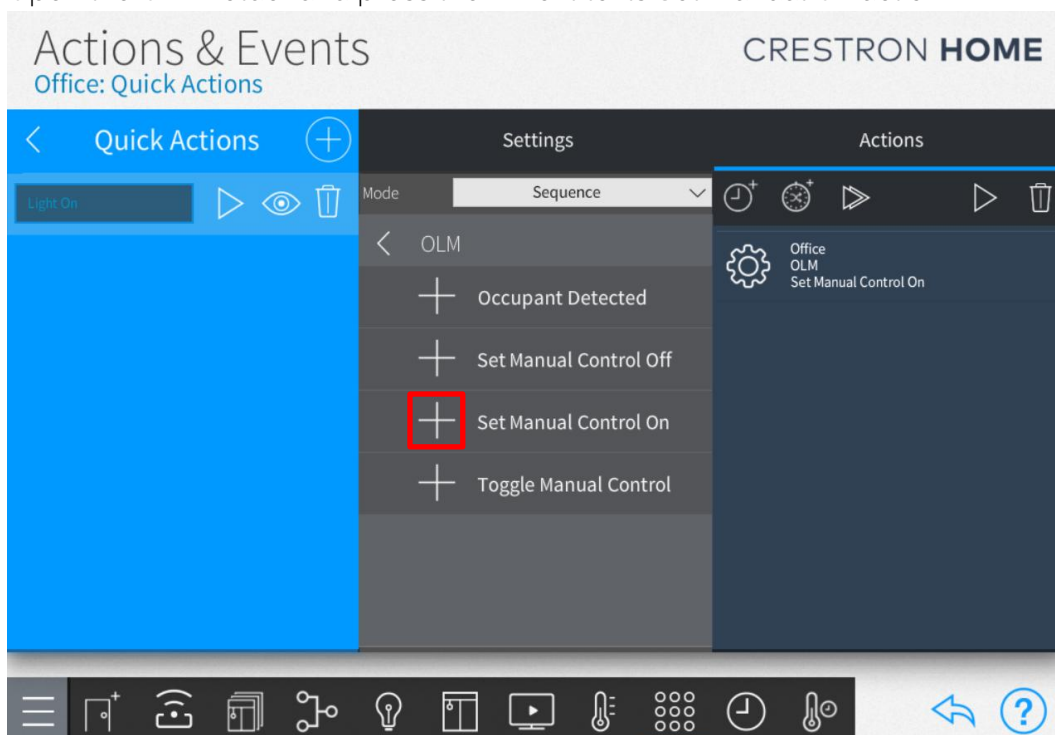 Actions & Events
CRESTRON HOME
Office: Quick Actions
Quick Actions
Settings
Actions
Light On
Mode
Sequence
OLM
Office
OLM
Set Manual Control On
Occupant Detected
Set Manual Control Off
Set Manual Control On
Toggle Manual Control
?